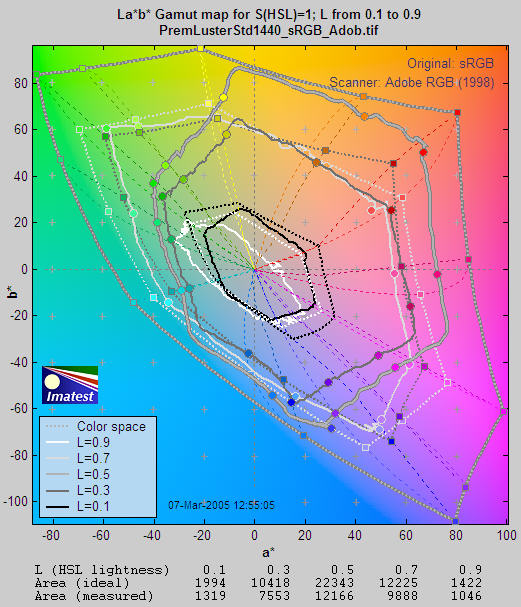 La*b* Gamut map for S(HSL)=1; L from 0.1 to 0.9
PremLusterStd1440_sRGB_Adob.tif
Original: sRGB
Scanner: Adobe RGB (1998)
80
60
40
20
0
-20
-40
-60
-80
-100
b*
Imatest
Color space
L=0.9
L=0.7
L=0.5
L=0.3
L=0.1
07-Mar-2005 12:55:05
-80 -60 -40 -20 0 20 40 60 80 100
a*
L (HSL lightness) 0.1 0.3 0.5 0.7 0.9
Area (ideal) 1994 10418 22343 12225 1422
Area (measured) 1319 7553 12166 9888 1046